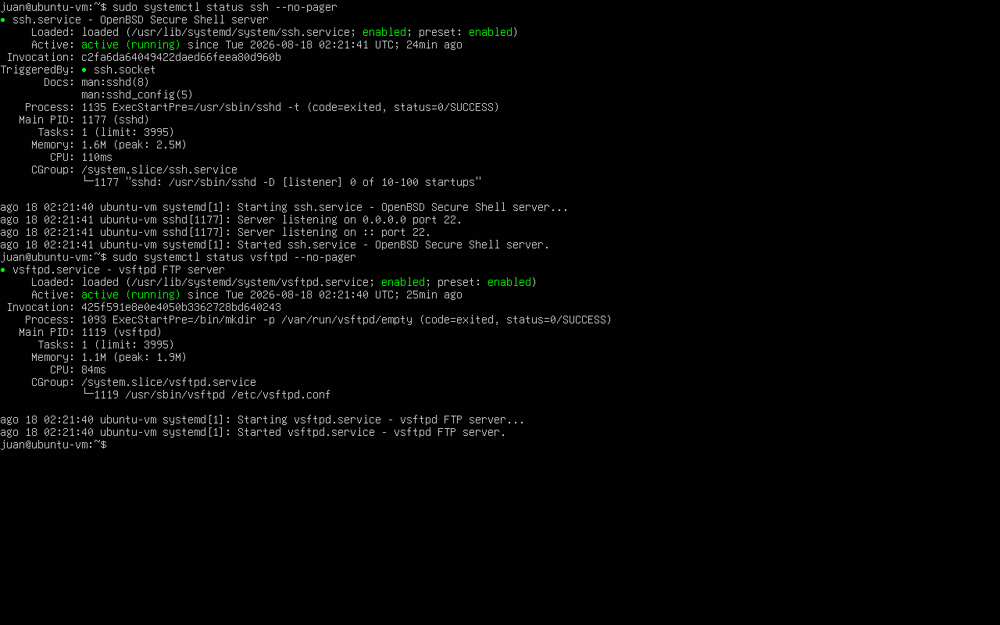 juan@ubuntu-vm:~$ sudo systemctl status ssh --no-pager
● ssh.service - OpenBSD Secure Shell server
     Loaded: loaded (/usr/lib/systemd/system/ssh.service; enabled; preset: enabled)
     Active: active (running) since Tue 2026-08-18 02:21:41 UTC; 24min ago
 Invocation: c2fa6da64049422daed66feea80d960b
TriggeredBy: ● ssh.socket
       Docs: man:sshd(8)
             man:sshd_config(5)
    Process: 1135 ExecStartPre=/usr/sbin/sshd -t (code=exited, status=0/SUCCESS)
   Main PID: 1177 (sshd)
      Tasks: 1 (limit: 3995)
     Memory: 1.6M (peak: 2.5M)
        CPU: 110ms
     CGroup: /system.slice/ssh.service
             └─1177 "sshd: /usr/sbin/sshd -D [listener] 0 of 10-100 startups"

ago 18 02:21:40 ubuntu-vm systemd[1]: Starting ssh.service - OpenBSD Secure Shell server...
ago 18 02:21:41 ubuntu-vm sshd[1177]: Server listening on 0.0.0.0 port 22.
ago 18 02:21:41 ubuntu-vm sshd[1177]: Server listening on :: port 22.
ago 18 02:21:41 ubuntu-vm systemd[1]: Started ssh.service - OpenBSD Secure Shell server.
juan@ubuntu-vm:~$ sudo systemctl status vsftpd --no-pager
● vsftpd.service - vsftpd FTP server
     Loaded: loaded (/usr/lib/systemd/system/vsftpd.service; enabled; preset: enabled)
     Active: active (running) since Tue 2026-08-18 02:21:40 UTC; 25min ago
 Invocation: 425f591e8e0e4050b3362728bd640243
    Process: 1093 ExecStartPre=/bin/mkdir -p /var/run/vsftpd/empty (code=exited, status=0/SUCCESS)
   Main PID: 1119 (vsftpd)
      Tasks: 1 (limit: 3995)
     Memory: 1.1M (peak: 1.9M)
        CPU: 84ms
     CGroup: /system.slice/vsftpd.service
             └─1119 /usr/sbin/vsftpd /etc/vsftpd.conf

ago 18 02:21:40 ubuntu-vm systemd[1]: Starting vsftpd.service - vsftpd FTP server...
ago 18 02:21:40 ubuntu-vm systemd[1]: Started vsftpd.service - vsftpd FTP server.
juan@ubuntu-vm:~$